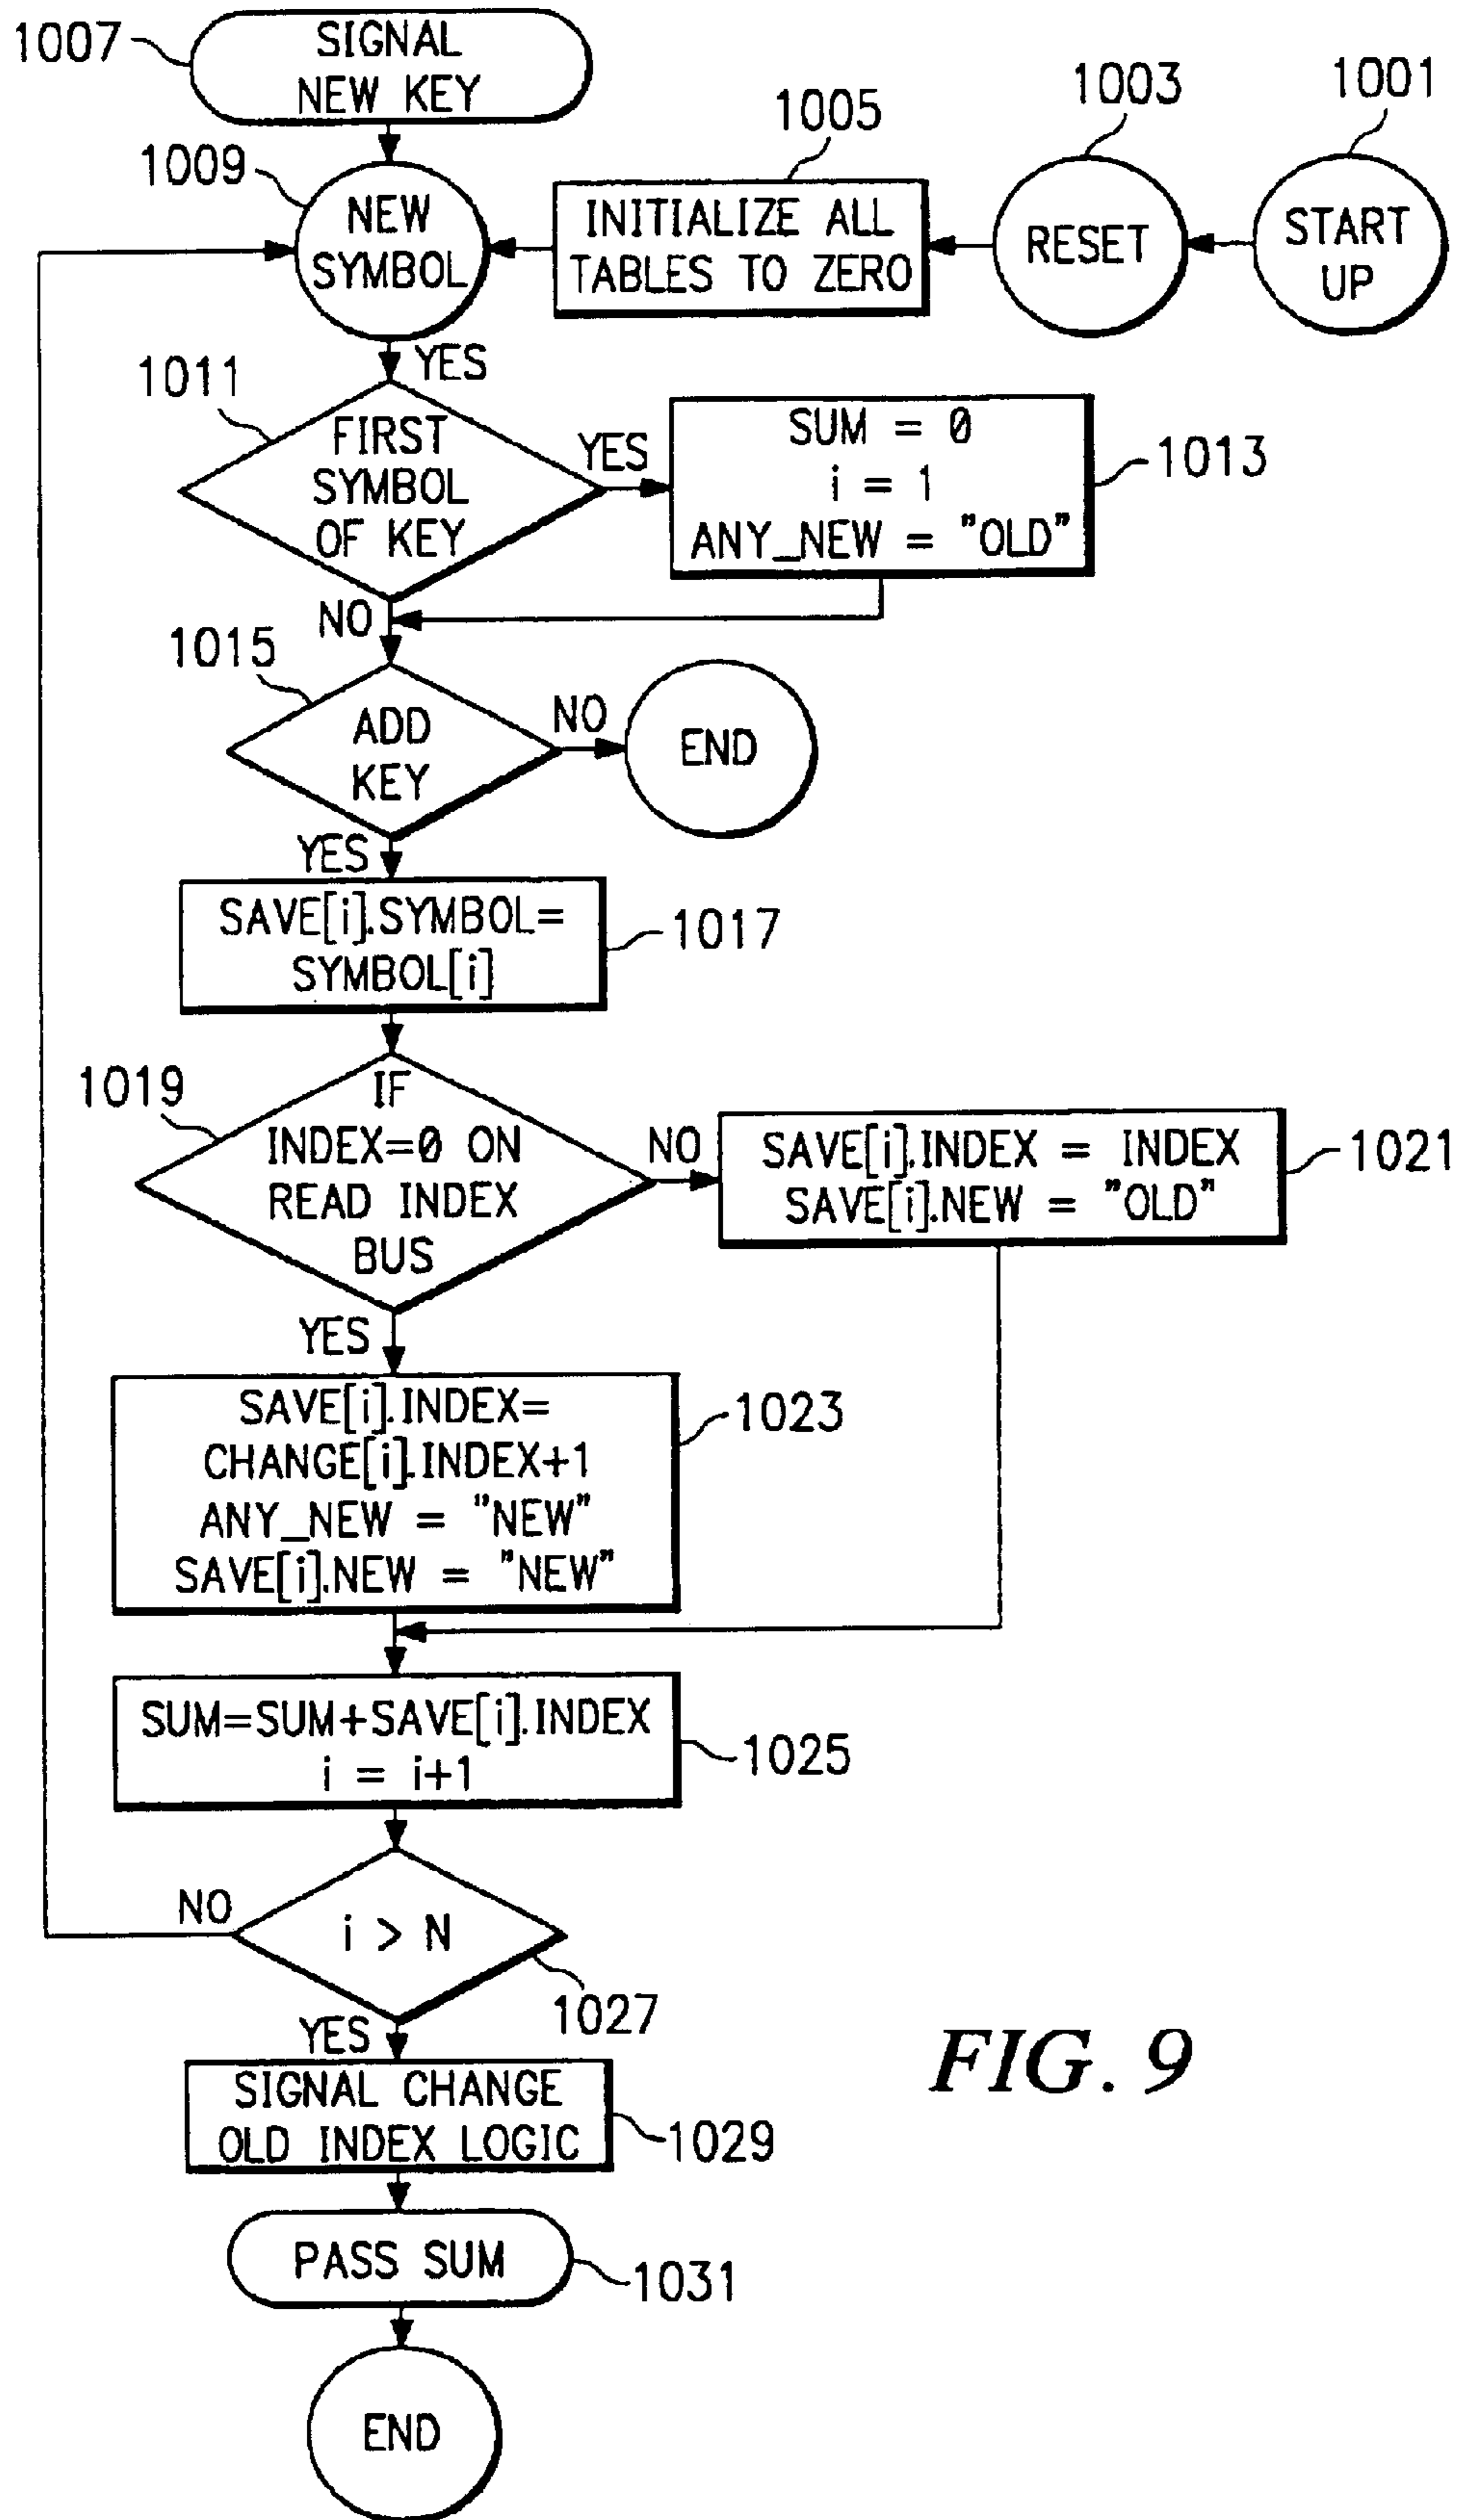 1007
SIGNAL
NEW KEY
1009
NEW
SYMBOL
1005
INITIALIZE ALL
TABLES TO ZERO
1003
RESET
1001
START
UP
YES
1011
FIRST
SYMBOL
OF KEY
YES
SUM = 0
i = 1
ANY_NEW = "OLD"
1013
NO
1015
ADD
KEY
NO
END
YES
SAVE[i].SYMBOL=
SYMBOL[i]
1017
1019
IF
INDEX=0 ON
READ INDEX
BUS
NO
SAVE[i].INDEX = INDEX
SAVE[i].NEW = "OLD"
1021
YES
SAVE[i].INDEX=
CHANGE[i].INDEX+1
ANY_NEW = "NEW"
SAVE[i].NEW = "NEW"
1023
SUM=SUM+SAVE[i].INDEX
i = i+1
1025
NO
i > N
1027
YES
SIGNAL CHANGE
OLD INDEX LOGIC
1029
PASS SUM
1031
END
FIG. 9